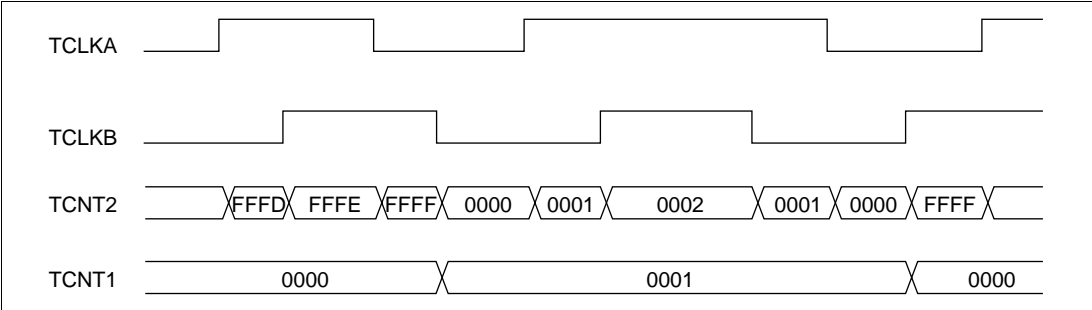 TCLKA
TCLKB
TCNT2 FFFD FFFE FFFF 0000 0001 0002 0001 0000 FFFF
TCNT1 0000 0001 0000